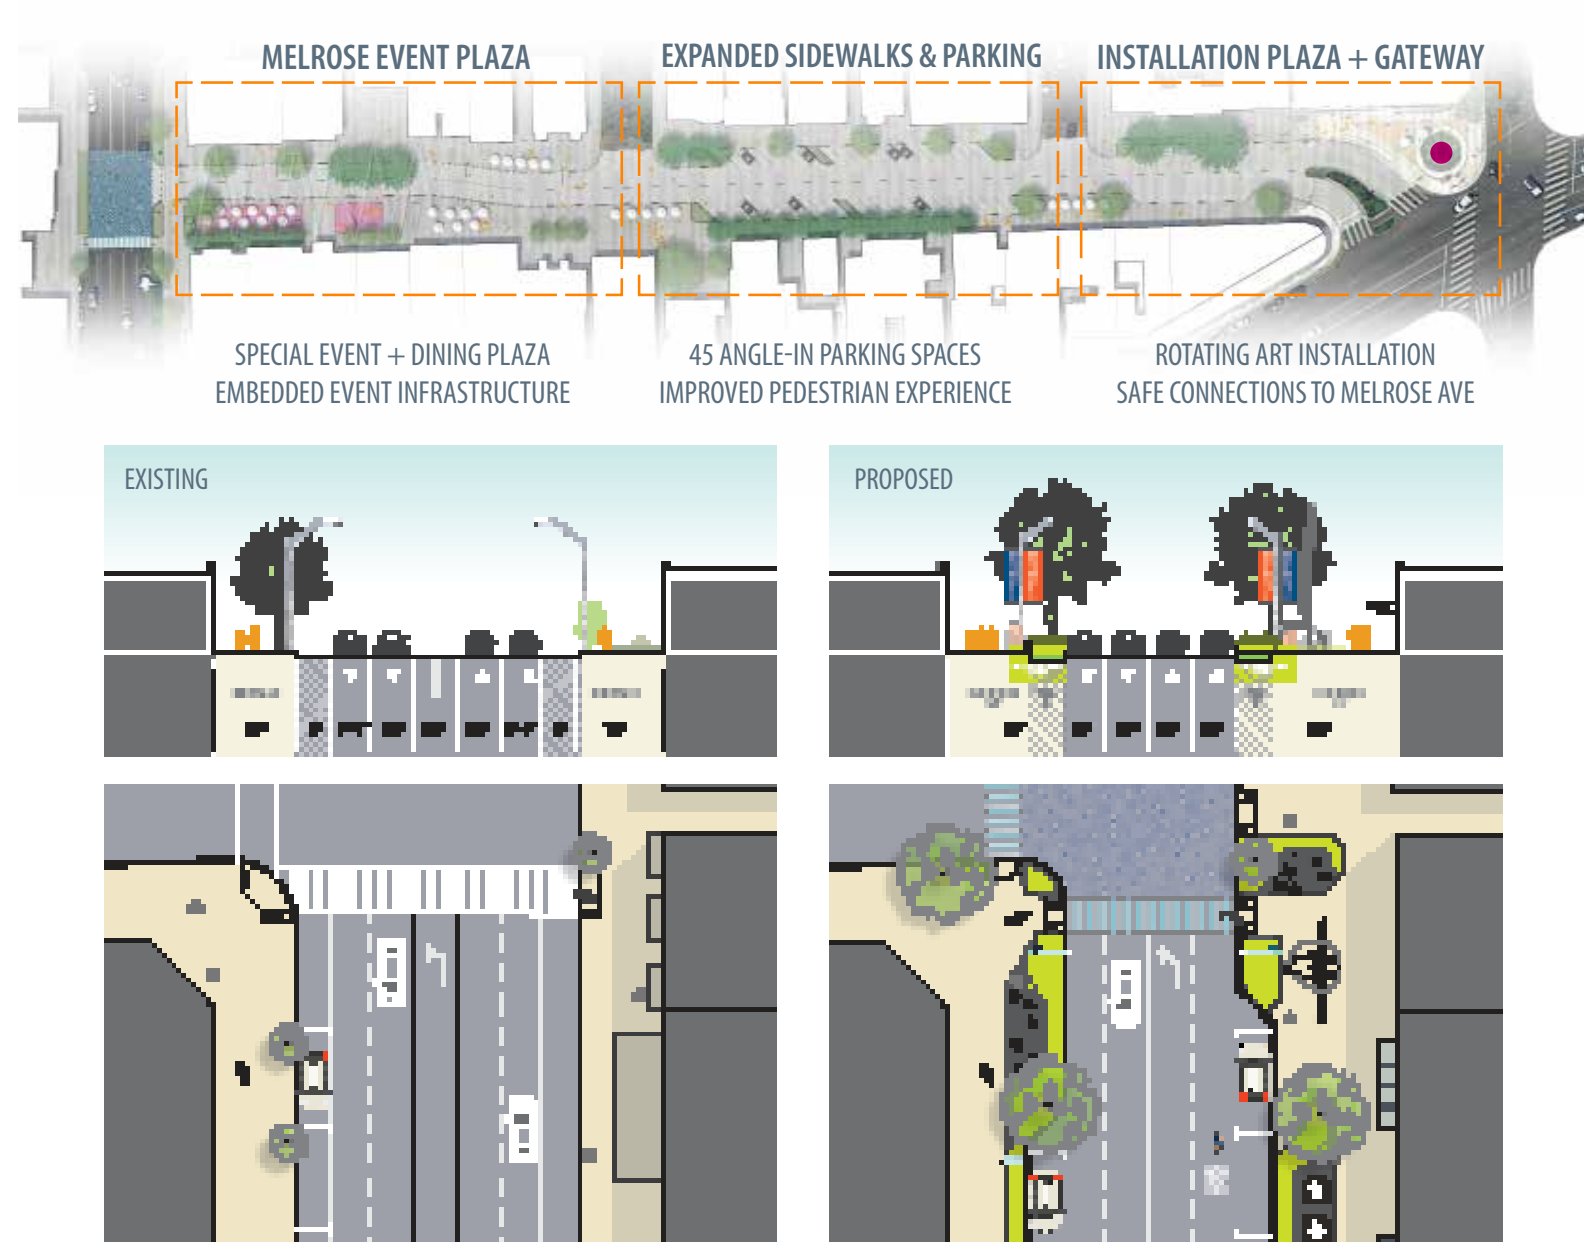 MELROSE EVENT PLAZA
EXPANDED SIDEWALKS & PARKING
INSTALLATION PLAZA + GATEWAY
SPECIAL EVENT + DINING PLAZA
EMBEDDED EVENT INFRASTRUCTURE
45 ANGLE-IN PARKING SPACES
IMPROVED PEDESTRIAN EXPERIENCE
ROTATING ART INSTALLATION
SAFE CONNECTIONS TO MELROSE AVE
EXISTING
PROPOSED